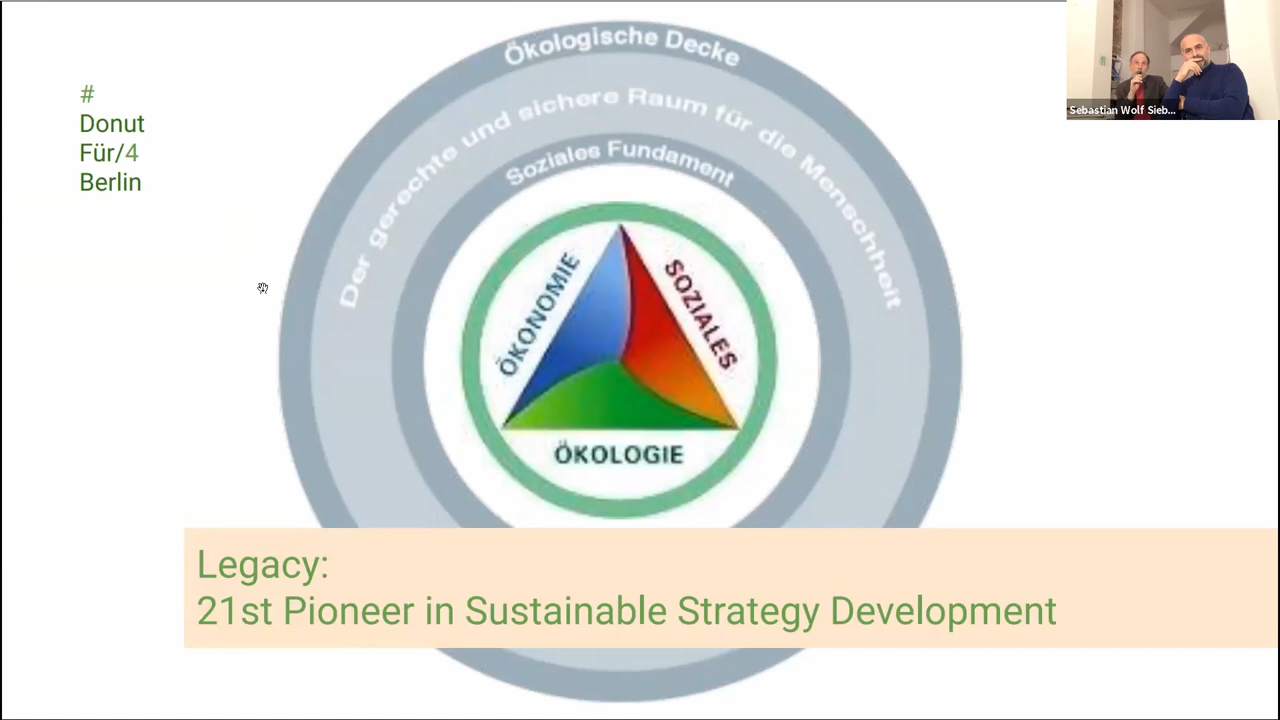 #
Donut
Für/4
Berlin
Ökologische Decke
Der gerechte und sichere Raum für die Menschheit
Soziales Fundament
ÖKONOMIE
SOZIALES
ÖKOLOGIE
Legacy:
21st Pioneer in Sustainable Strategy Development
Sebastian Wolf Sieb...